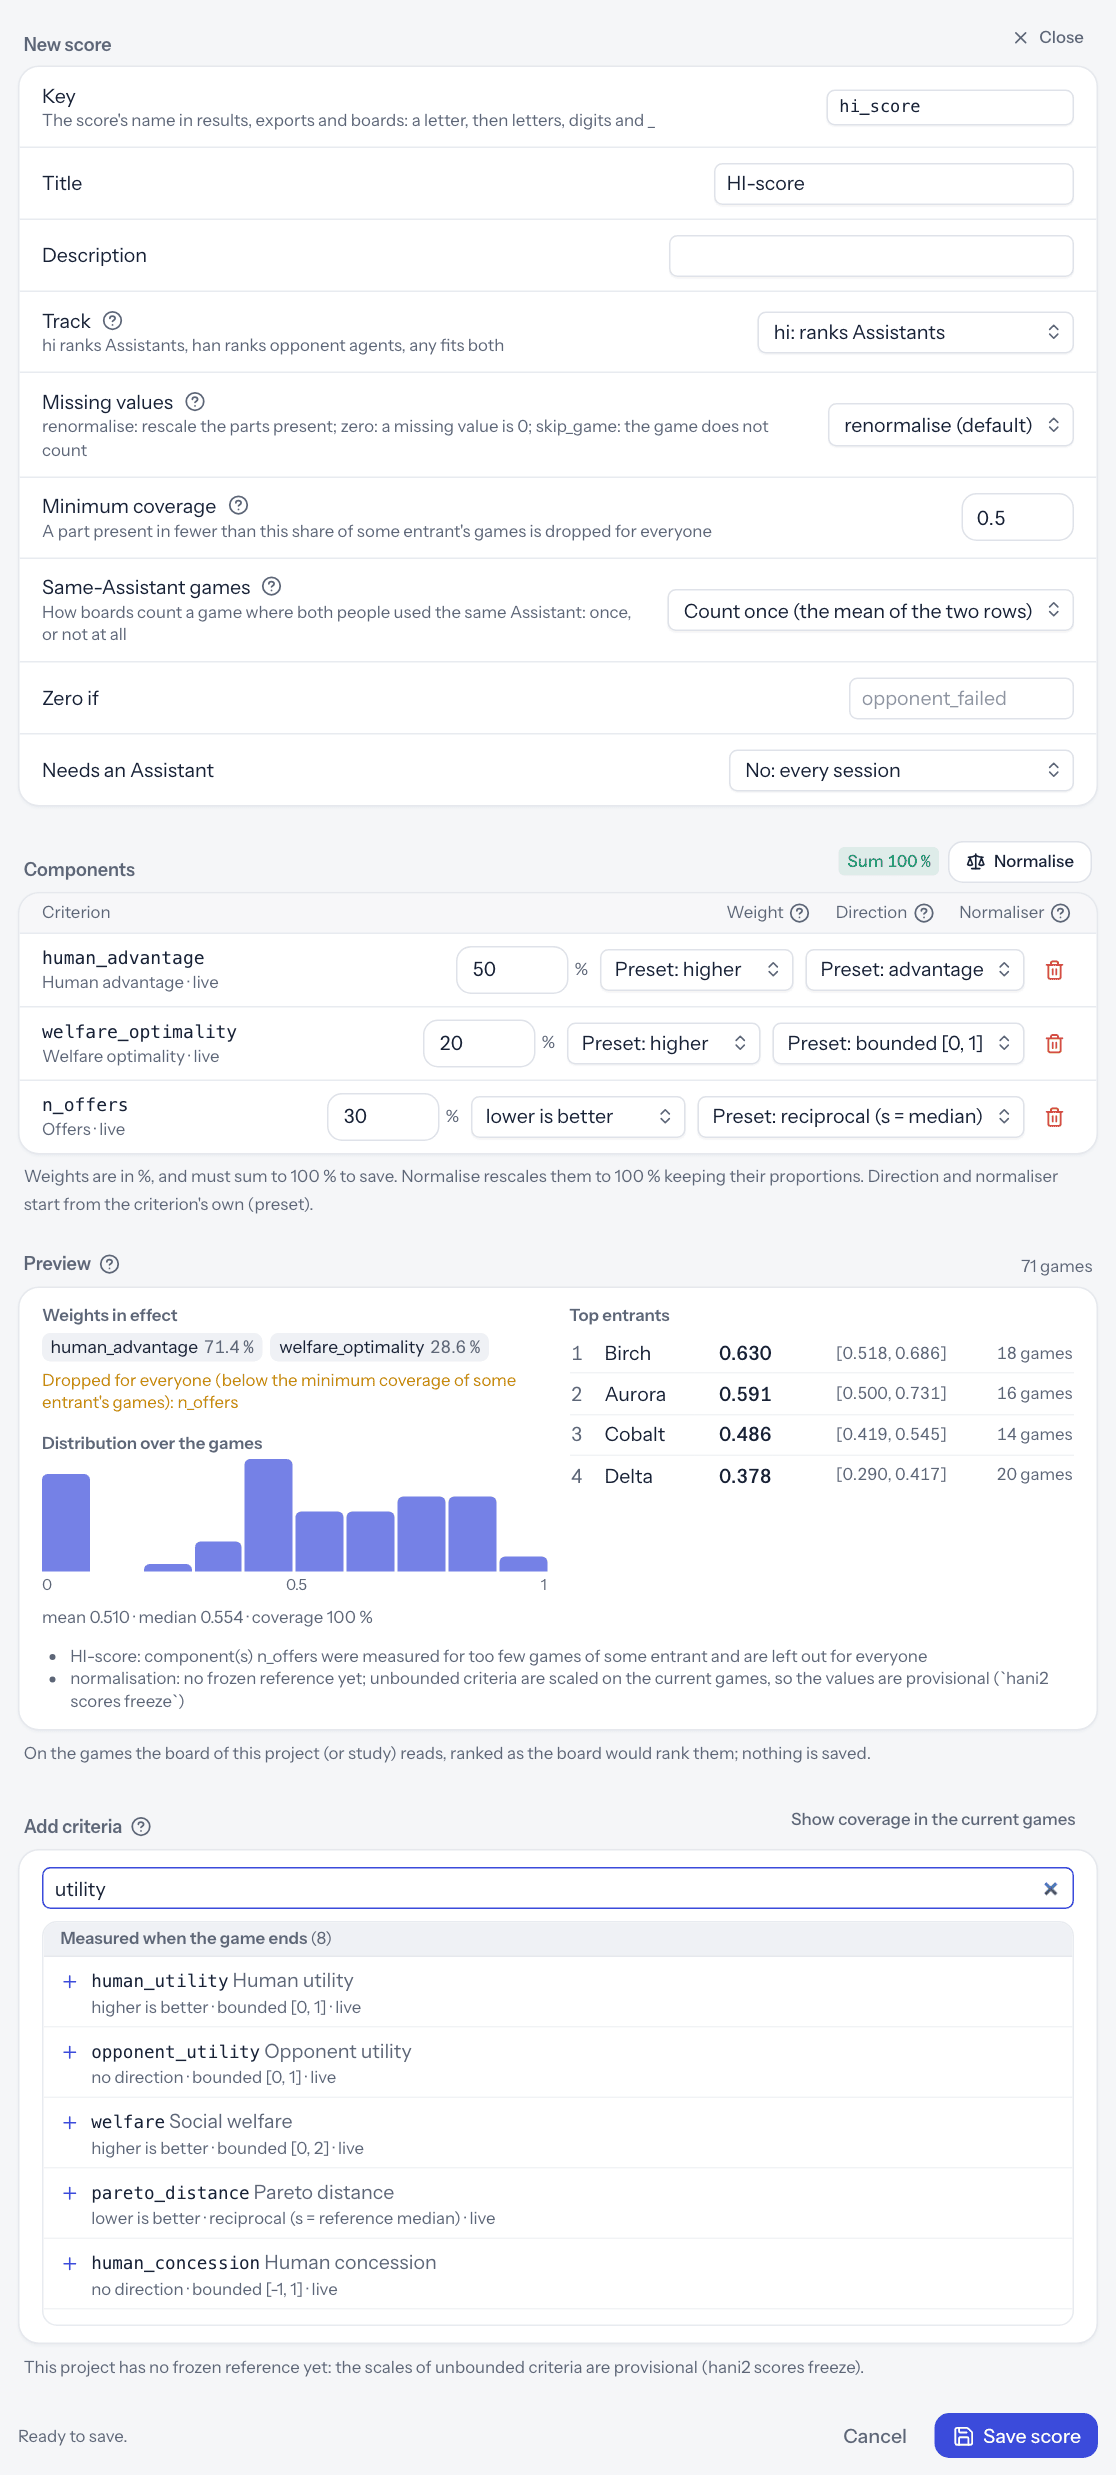 New score
Close
Key
The score's name in results, exports and boards: a letter, then letters, digits and _
hi_score
Title
HI-score
Description
Track
hi ranks Assistants, han ranks opponent agents, any fits both
hi: ranks Assistants
Missing values
renormalise: rescale the parts present; zero: a missing value is 0; skip_game: the game does not
count
renormalise (default)
Minimum coverage
A part present in fewer than this share of some entrant's games is dropped for everyone
0.5
Same-Assistant games
How boards count a game where both people used the same Assistant: once,
or not at all
Count once (the mean of the two rows)
Zero if
opponent_failed
Needs an Assistant
No: every session
Components
Sum 100 %
Normalise
Criterion
Weight
Direction
Normaliser
human_advantage
Human advantage · live
50
%
Preset: higher
Preset: advantage
welfare_optimality
Welfare optimality · live
20
%
Preset: higher
Preset: bounded [0, 1]
n_offers
Offers · live
30
%
lower is better
Preset: reciprocal (s = median)
Weights are in %, and must sum to 100 % to save. Normalise rescales them to 100 % keeping their proportions. Direction and normaliser
start from the criterion's own (preset).
Preview
71 games
Weights in effect
human_advantage 71.4 %
welfare_optimality 28.6 %
Dropped for everyone (below the minimum coverage of some
entrant's games): n_offers
Distribution over the games
0
0.5
1
mean 0.510 · median 0.554 · coverage 100 %
Top entrants
1 Birch 0.630 [0.518, 0.686] 18 games
2 Aurora 0.591 [0.500, 0.731] 16 games
3 Cobalt 0.486 [0.419, 0.545] 14 games
4 Delta 0.378 [0.290, 0.417] 20 games
• HI-score: component(s) n_offers were measured for too few games of some entrant and are left out for everyone
• normalisation: no frozen reference yet; unbounded criteria are scaled on the current games, so the values are provisional (`hani2
scores freeze`)
On the games the board of this project (or study) reads, ranked as the board would rank them; nothing is saved.
Add criteria
Show coverage in the current games
utility
Measured when the game ends (8)
human_utility Human utility
higher is better · bounded [0, 1] · live
opponent_utility Opponent utility
no direction · bounded [0, 1] · live
welfare Social welfare
higher is better · bounded [0, 2] · live
pareto_distance Pareto distance
lower is better · reciprocal (s = reference median) · live
human_concession Human concession
no direction · bounded [-1, 1] · live
This project has no frozen reference yet: the scales of unbounded criteria are provisional (hani2 scores freeze).
Ready to save.
Cancel
Save score